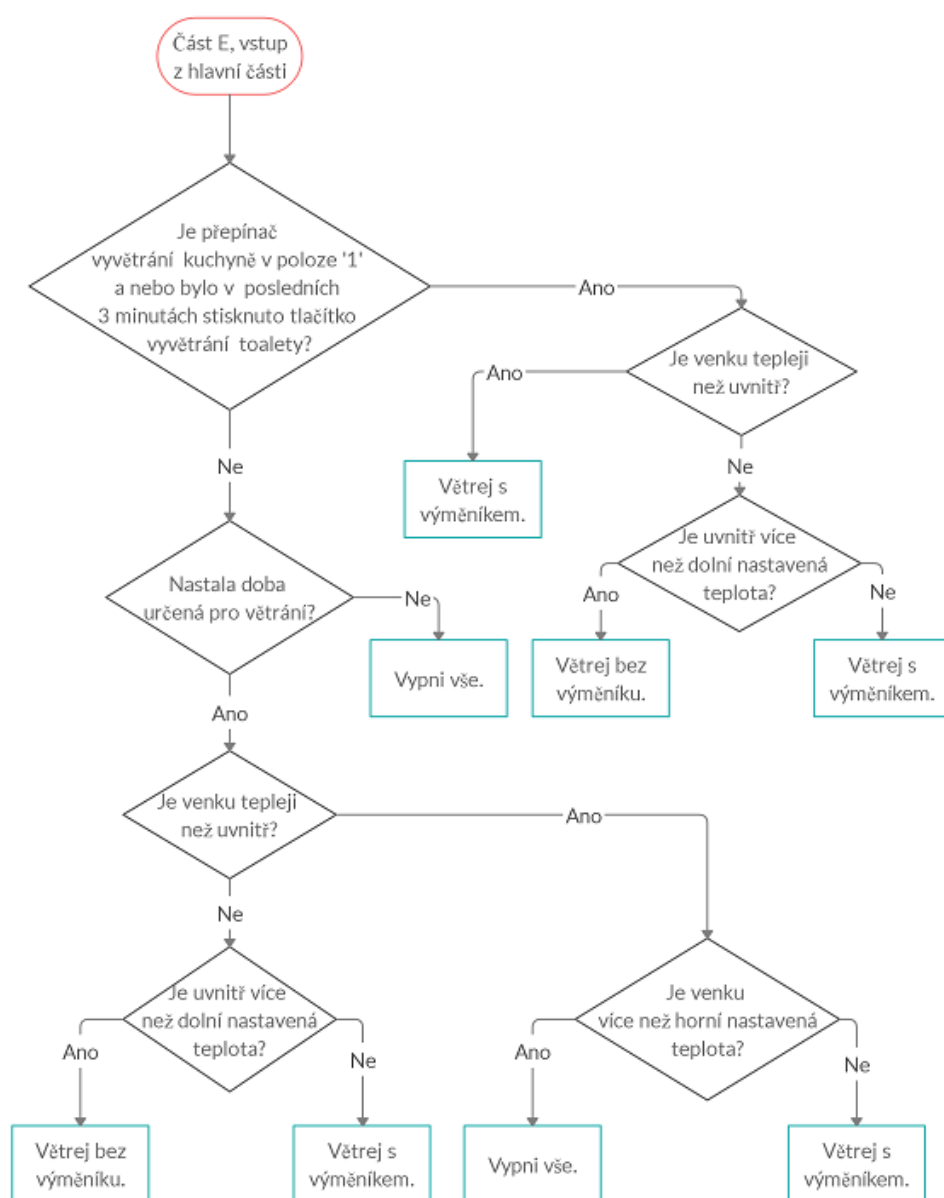 Část E, vstup
z hlavní části
Je přepínač
vyvětrání kuchyně v poloze '1'
a nebo bylo v posledních
3 minutách stisknuto tlačítko
vyvětrání toalety?
Ano
Je venku tepleji
než uvnitř?
Ano
Ne
Větrej s
výměníkem.
Ne
Je uvnitř více
než dolní nastavená
teplota?
Ano
Ne
Větrej bez
výměníku.
Větrej s
výměníkem.
Nastala doba
určená pro větrání?
Ne
Vypni vše.
Ano
Je venku tepleji
než uvnitř?
Ano
Ne
Je uvnitř více
než dolní nastavená
teplota?
Ano
Ne
Větrej bez
výměníku.
Větrej s
výměníkem.
Je venku
více než horní nastavená
teplota?
Ano
Ne
Vypni vše.
Větrej s
výměníkem.